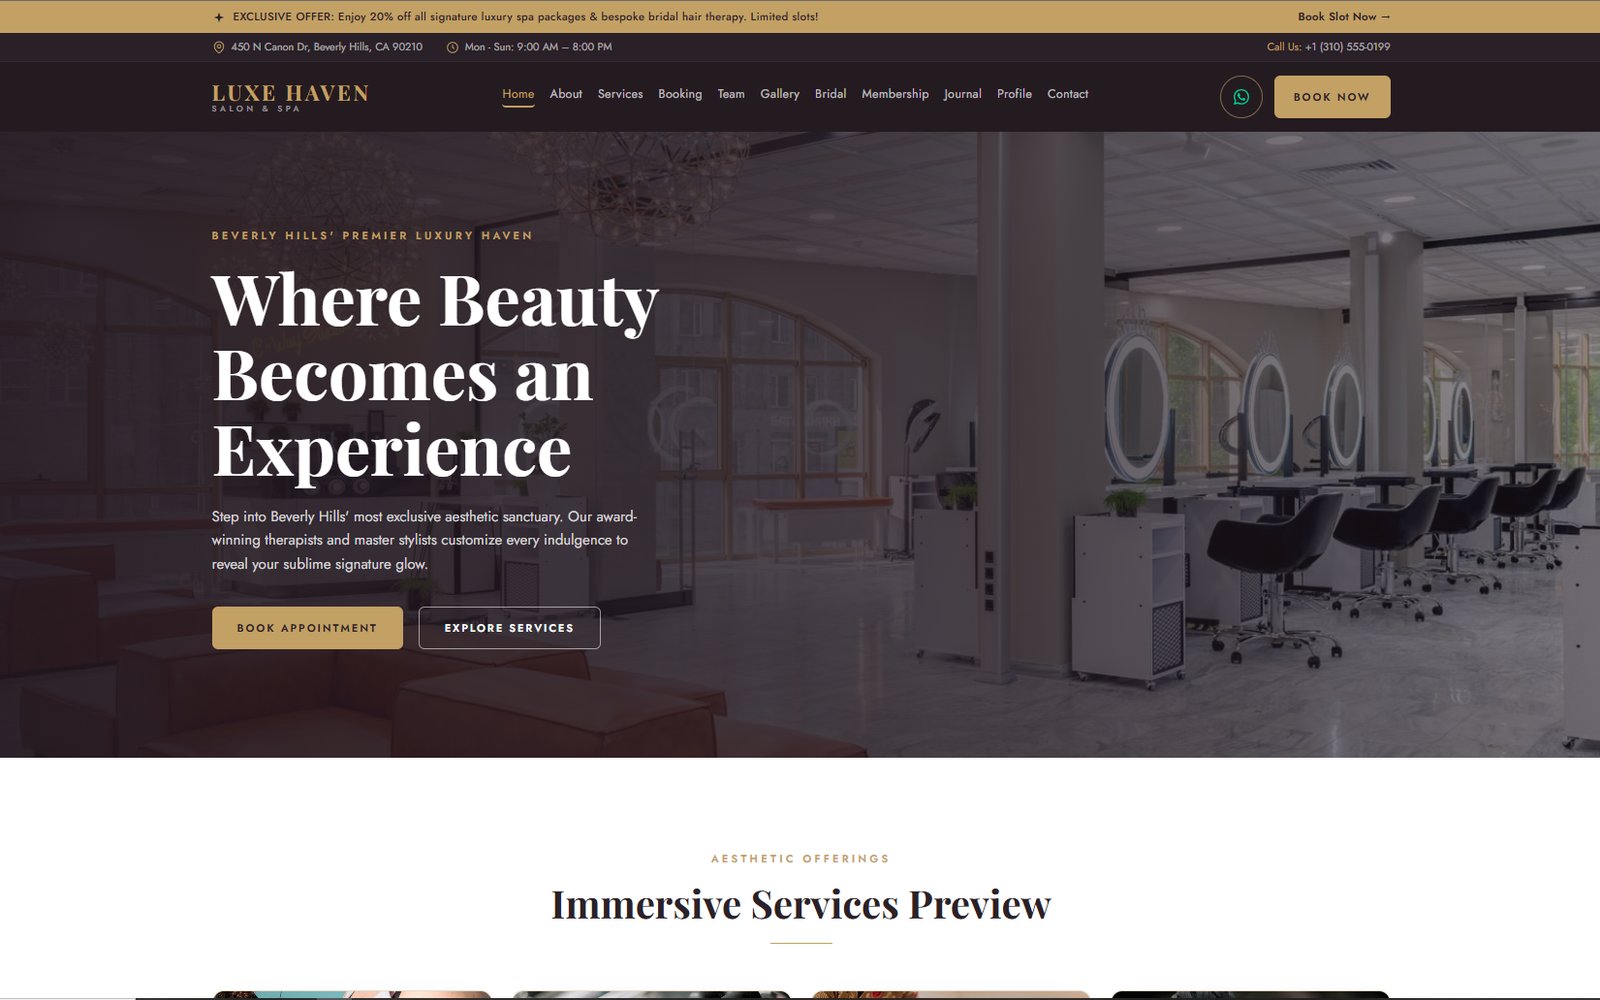 EXCLUSIVE OFFER: Enjoy 20% off all signature luxury spa packages & bespoke bridal hair therapy. Limited slots!
Book Slot Now →
450 N Canon Dr, Beverly Hills, CA 90210
Mon - Sun: 9:00 AM – 8:00 PM
Call Us: +1 (310) 555-0199
LUXE HAVEN
SALON & SPA
Home About Services Booking Team Gallery Bridal Membership Journal Profile Contact
BOOK NOW
BEVERLY HILLS' PREMIER LUXURY HAVEN
Where Beauty
Becomes an
Experience
Step into Beverly Hills' most exclusive aesthetic sanctuary. Our award-
winning therapists and master stylists customize every indulgence to
reveal your sublime signature glow.
BOOK APPOINTMENT
EXPLORE SERVICES
AESTHETIC OFFERINGS
Immersive Services Preview